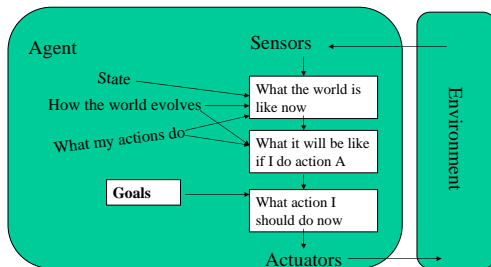 Agent
Sensors
State
What the world is
like now
How the world evolves
What my actions do
What it will be like
if I do action A
Goals
What action I
should do now
Actuators
Environment